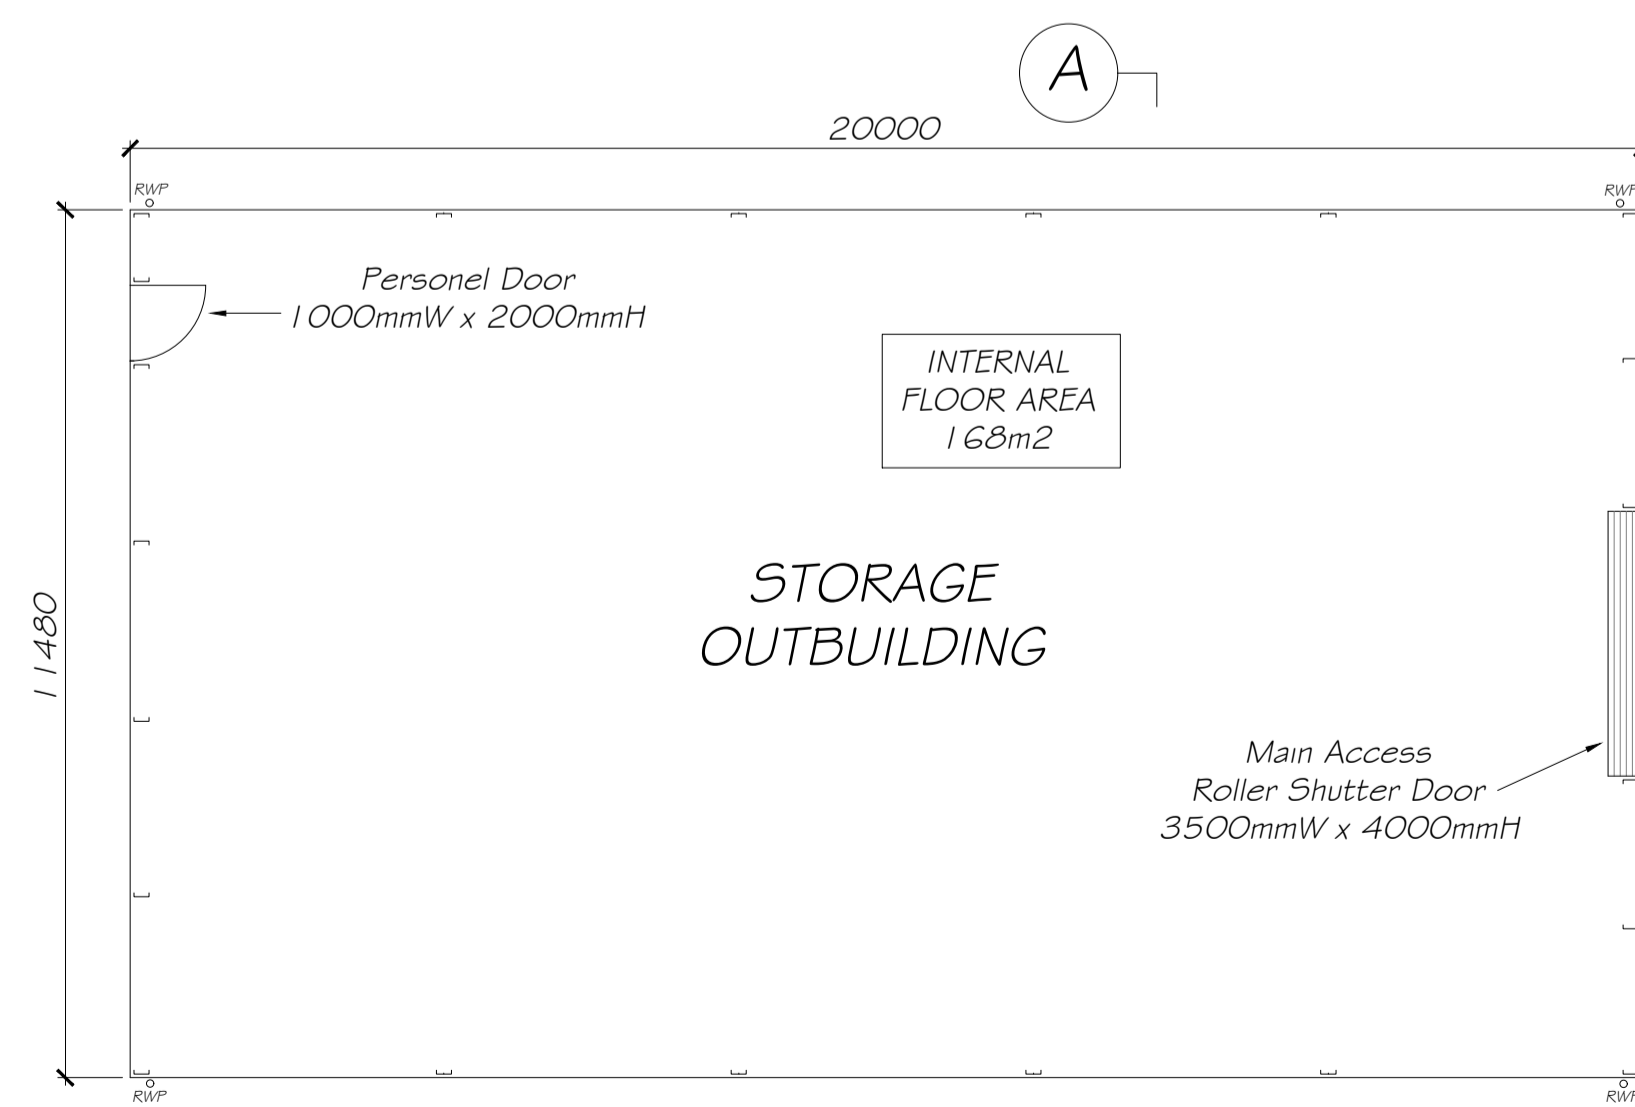 A
20000
RWP
RWP
Personel Door
1000mmW x 2000mmH
INTERNAL
FLOOR AREA
168m2
STORAGE
OUTBUILDING
11480
Main Access
Roller Shutter Door
3500mmW x 4000mmH
RWP
RWP